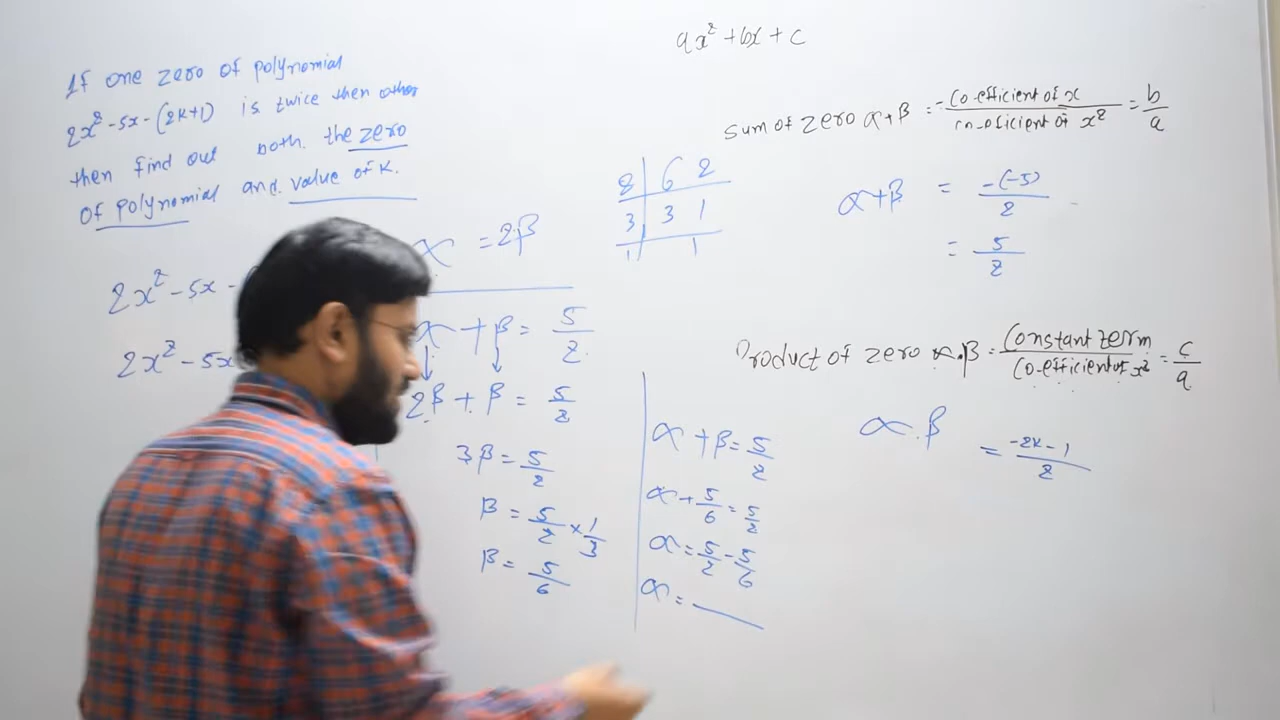 If one zero of polynomial
2x² -5x -(2k+1) is twice then other
then find out both the zero
of polynomial and value of k.
2x² -5x -
2x² -5x
α = 2β
α + β = 5/2
2β + β = 5/2
3β = 5/2
β = 5/2 × 1/3
β = 5/6
2 | 6 2
3 | 3 1
1 | 1
α + β = 5/2
α + 5/6 = 5/2
α = 5/2 - 5/6
α =
ax² + bx + c
Sum of zero α+β = -Co-efficient of x / Co-efficient of x² = b/a
α+β = -(-5)/2
= 5/2
Product of zero α.β = Constant term / Co-efficient of x² = c/a
α.β = -2k-1/2